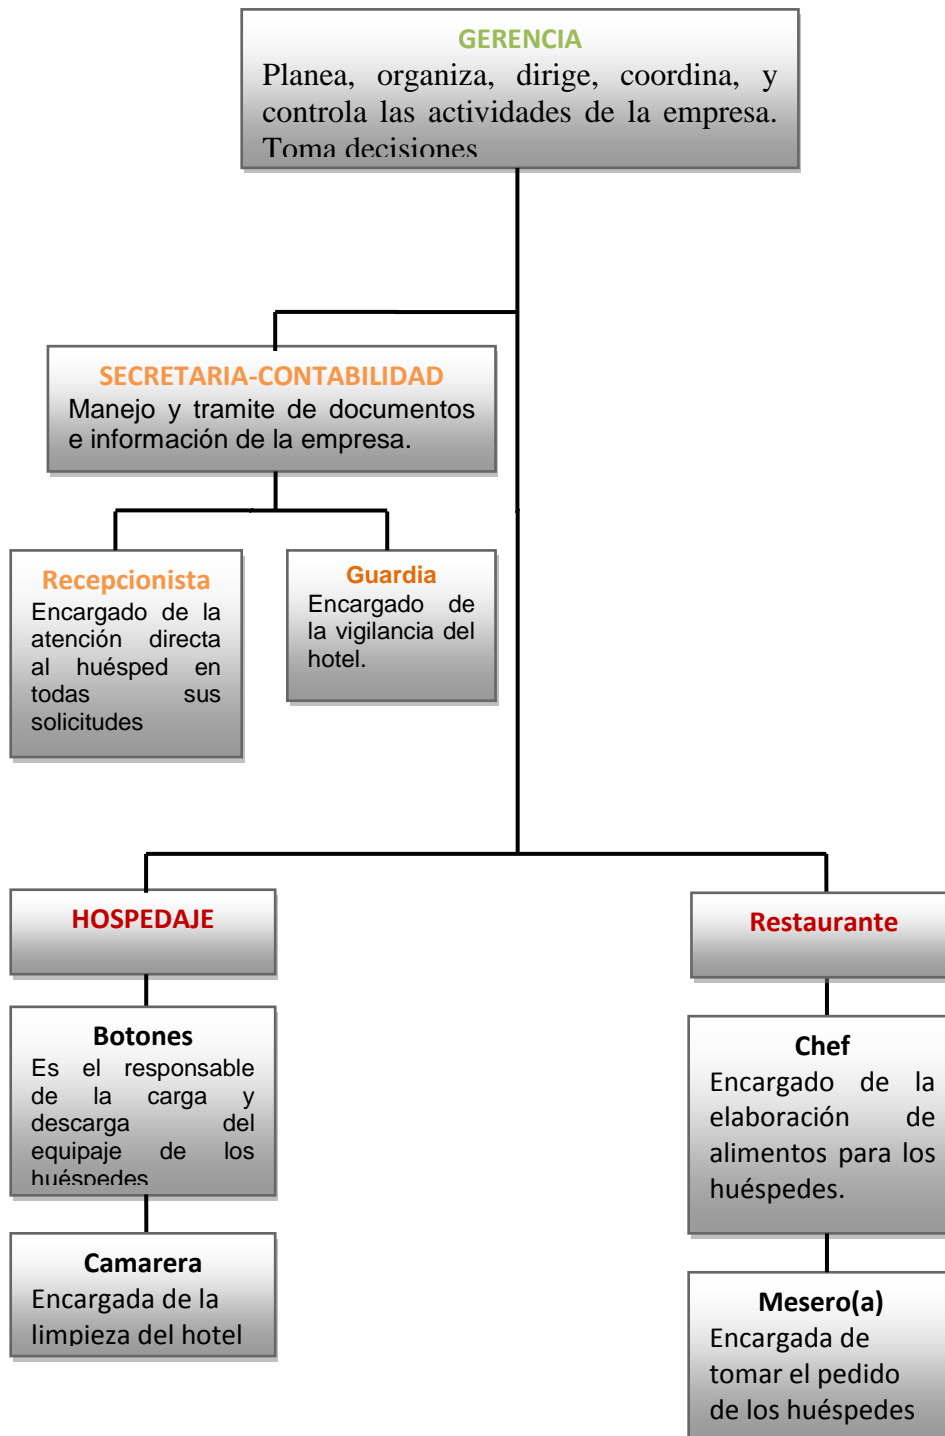 GERENCIA
Planea, organiza, dirige, coordina, y
controla las actividades de la empresa.
Toma decisiones
SECRETARIA-CONTABILIDAD
Manejo y tramite de documentos
e información de la empresa.
Recepcionista
Encargado de la
atención directa
al huésped en
todas sus
solicitudes
Guardia
Encargado de
la vigilancia del
hotel.
HOSPEDAJE
Botones
Es el responsable
de la carga y
descarga del
equipaje de los
huéspedes
Camarera
Encargada de la
limpieza del hotel
Restaurante
Chef
Encargado de la
elaboración de
alimentos para los
huéspedes.
Mesero(a)
Encargada de
tomar el pedido
de los huéspedes